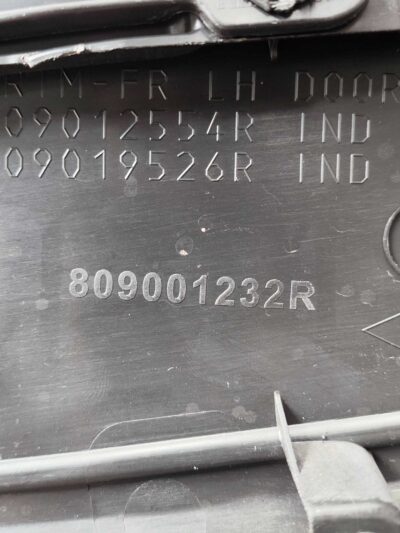 RIM-FR LH DOOR
09012554R IND
09019526R IND
809001232R